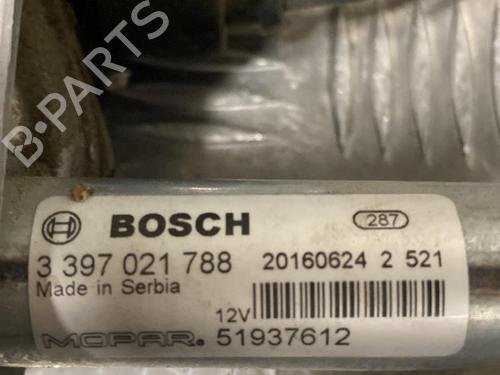 B-PARTS
BOSCH 287
3 397 021 788 20160624 2 521
Made in Serbia
12V
MOPAR. 51937612